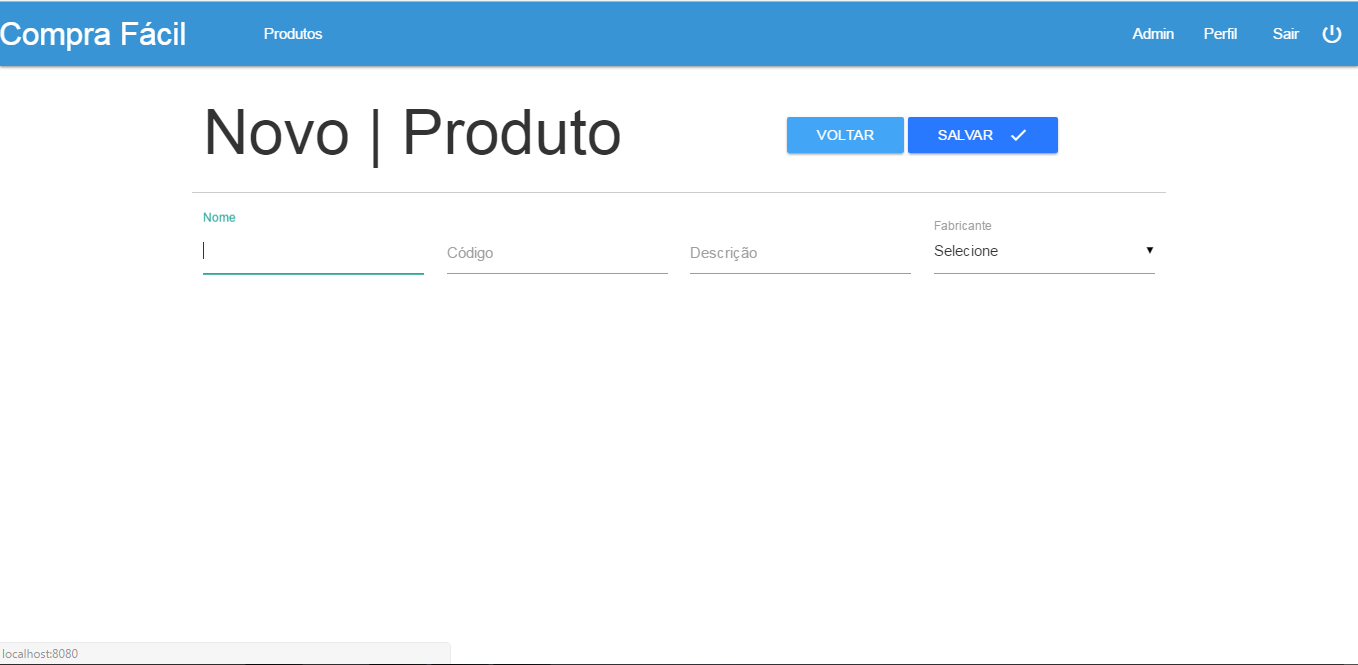 Compra Fácil Produtos Admin Perfil Sair
Novo | Produto VOLTAR SALVAR
Nome Código Descrição Fabricante
Selecione
localhost:8080